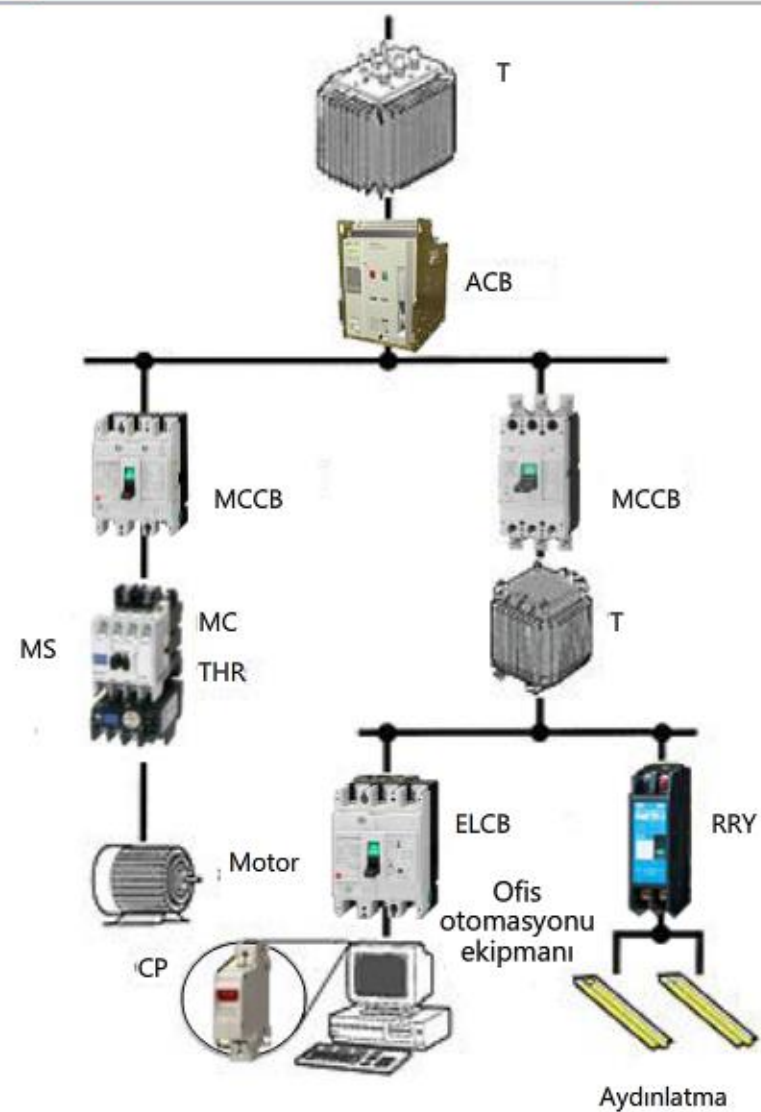 T
ACB
MCCB
MCCB
MC
MS
THR
T
ELCB
RRY
Motor
Ofis
otomasyonu
ekipmanı
CP
Aydınlatma